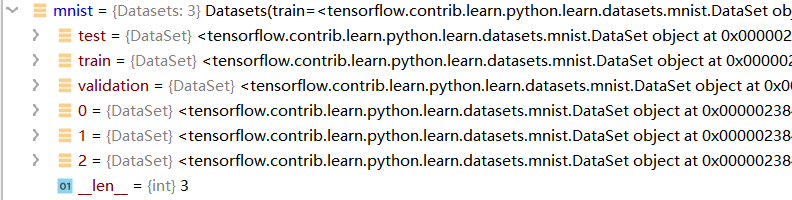 mnist = {Datasets: 3} Datasets(train=<tensorflow.contrib.learn.python.learn.datasets.mnist.DataSet obj
test = {DataSet} <tensorflow.contrib.learn.python.learn.datasets.mnist.DataSet object at 0x000002
train = {DataSet} <tensorflow.contrib.learn.python.learn.datasets.mnist.DataSet object at 0x000002
validation = {DataSet} <tensorflow.contrib.learn.python.learn.datasets.mnist.DataSet object at 0x00
0 = {DataSet} <tensorflow.contrib.learn.python.learn.datasets.mnist.DataSet object at 0x00000238
1 = {DataSet} <tensorflow.contrib.learn.python.learn.datasets.mnist.DataSet object at 0x00000238
2 = {DataSet} <tensorflow.contrib.learn.python.learn.datasets.mnist.DataSet object at 0x00000238
01 __len__ = {int} 3